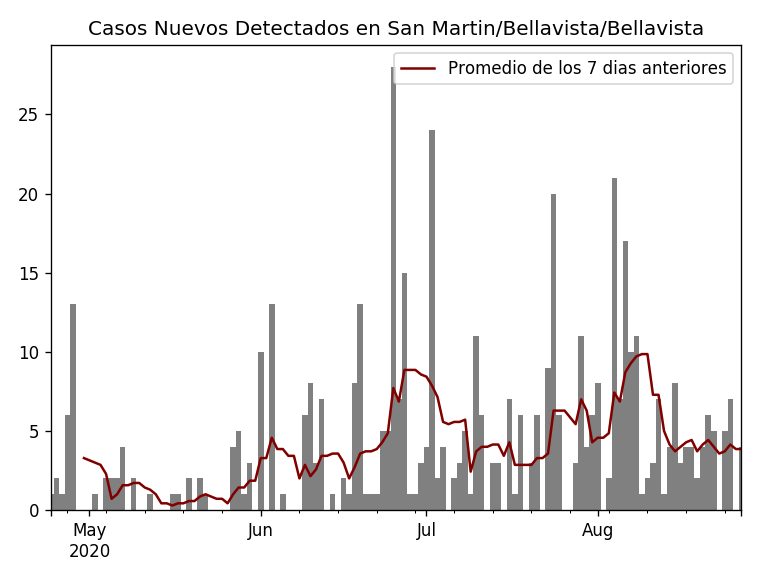 Casos Nuevos Detectados en San Martin/Bellavista/Bellavista
Promedio de los 7 dias anteriores
25
20
15
10
5
0
May
2020
Jun
Jul
Aug